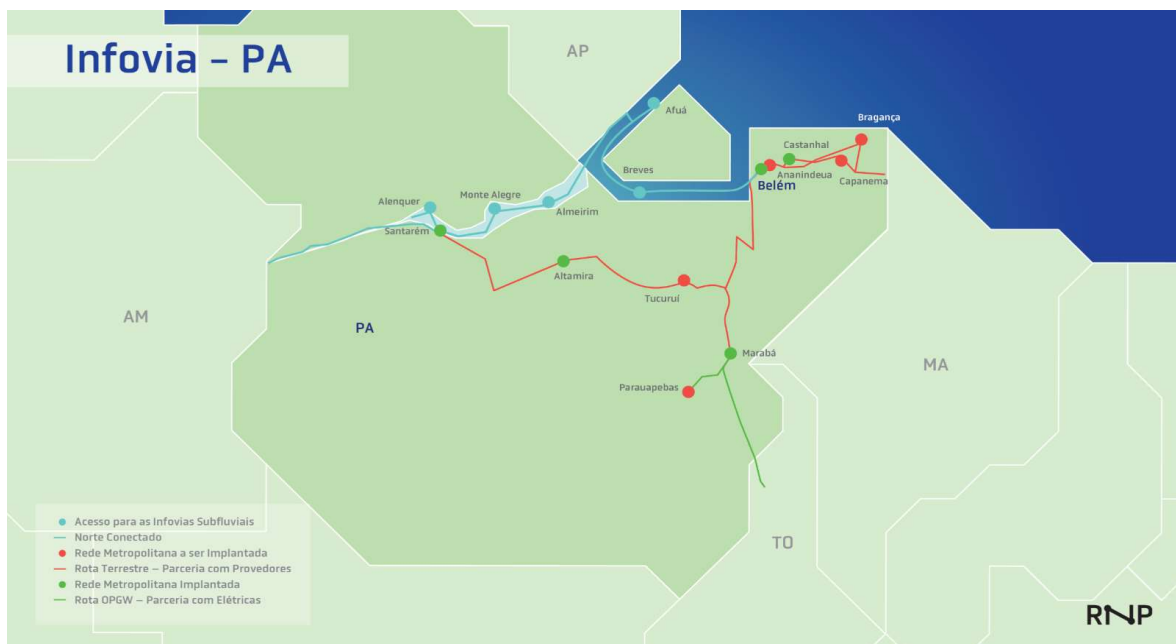 Infovia – PA
AP
Afuá
Bragança
Castanhal
Ananindeua
Breves
Belém
Capanema
Monte Alegre
Alenquer
Almeirim
Santarém
Altamira
Tucuruí
AM
PA
Marabá
MA
Parauapebas
TO
Acesso para as Infovias Subfluviais
Norte Conectado
Rede Metropolitana a ser Implantada
Rota Terrestre – Parceria com Provedores
Rede Metropolitana Implantada
Rota OPGW – Parceria com Elétricas
RNP